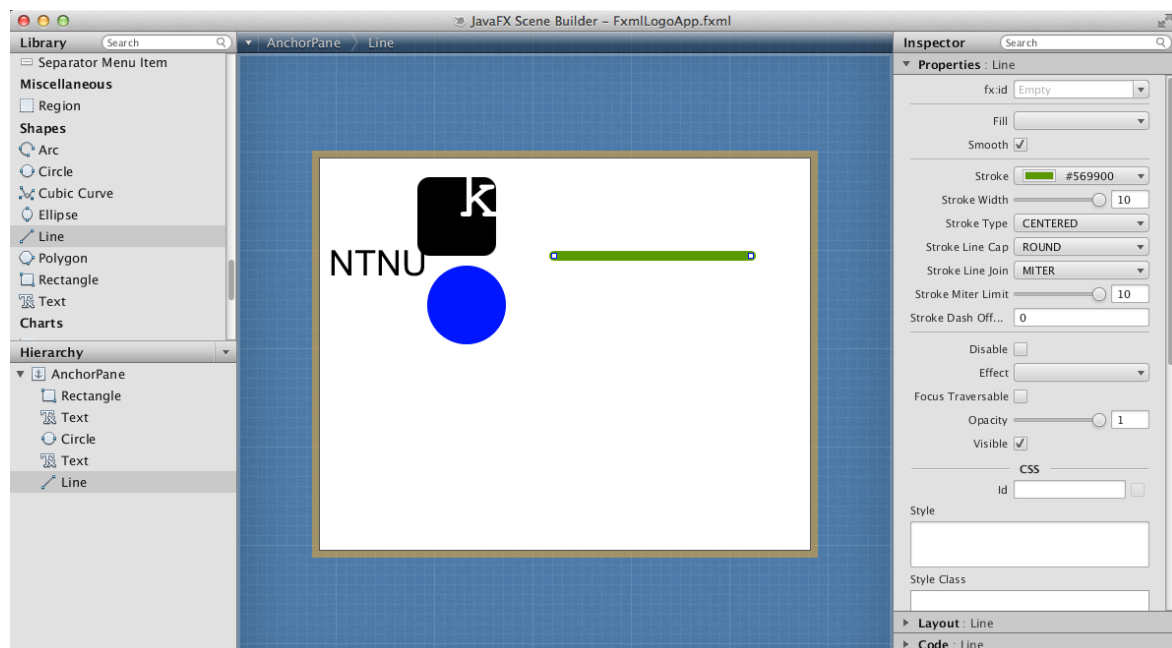 JavaFX Scene Builder – FxmlLogoApp.fxml
Library
Search
Separator Menu Item
Miscellaneous
Region
Shapes
Arc
Circle
Cubic Curve
Ellipse
Line
Polygon
Rectangle
Text
Charts
Hierarchy
AnchorPane
Rectangle
Text
Circle
Text
Line
AnchorPane Line
k
NTNU
Inspector
Search
Properties : Line
fx:id Empty
Fill
Smooth
Stroke #569900
Stroke Width 10
Stroke Type CENTERED
Stroke Line Cap ROUND
Stroke Line Join MITER
Stroke Miter Limit 10
Stroke Dash Off... 0
Disable
Effect
Focus Traversable
Opacity 1
Visible
CSS
Id
Style
Style Class
Layout : Line
Code : Line